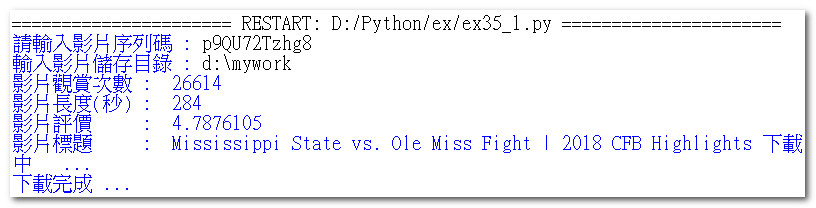 ====================== RESTART: D:/Python/ex/ex35_1.py ======================
請輸入影片序列碼 : p9QU72Tzhg8
輸入影片儲存目錄 : d:\mywork
影片觀賞次數 :  26614
影片長度(秒) :  284
影片評價     :  4.7876105
影片標題     :  Mississippi State vs. Ole Miss Fight | 2018 CFB Highlights 下載
中   ...
下載完成 ...